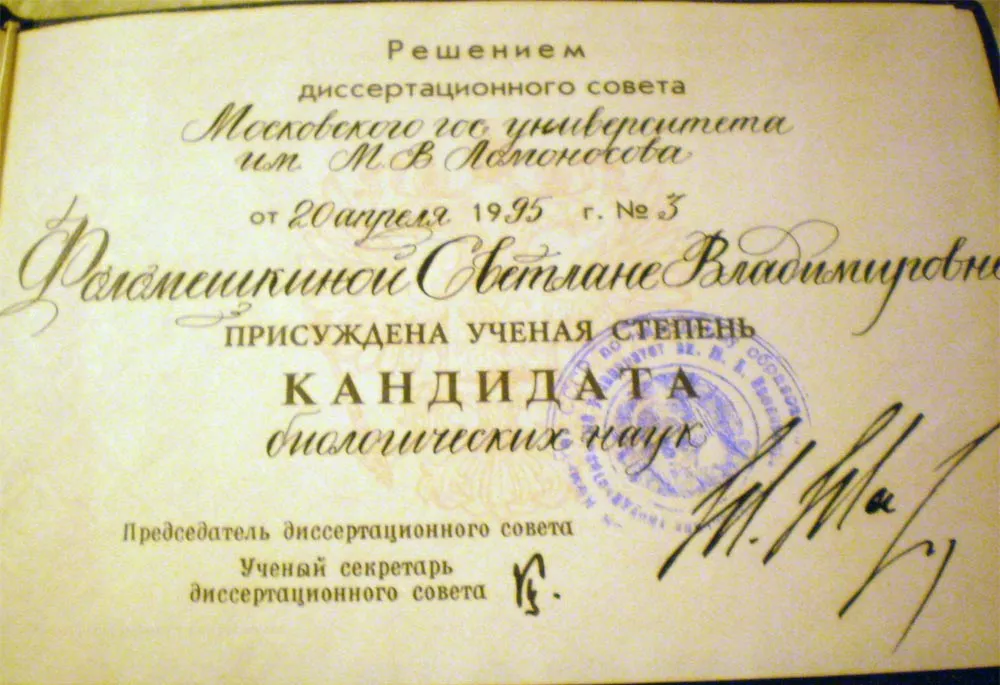 Решением
диссертационного совета
Московского гос. университета
им. М. В. Ломоносова
от 20 апреля 1995 г. № 3
Фоломешкиной Светлане Владимировне
ПРИСУЖДЕНА УЧЕНАЯ СТЕПЕНЬ
КАНДИДАТА
биологических наук
Председатель диссертационного совета
Ученый секретарь
диссертационного совета